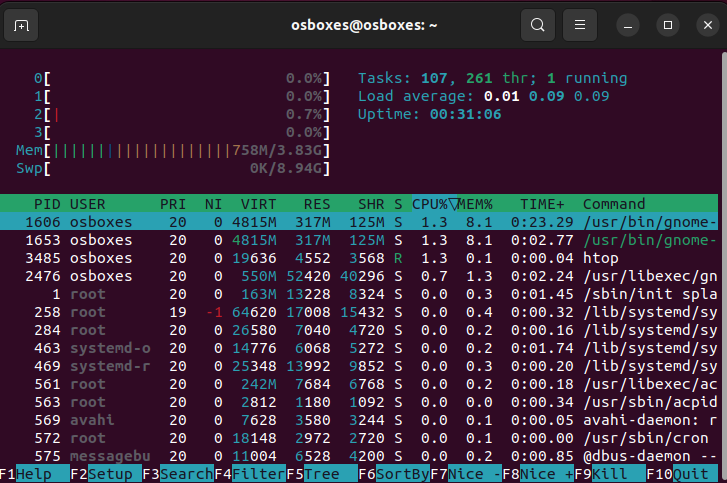 osboxes@osboxes: ~
0[ 0.0%] Tasks: 107, 261 thr; 1 running
1[ 0.0%] Load average: 0.01 0.09 0.09
2[| 0.7%] Uptime: 00:31:06
3[ 0.0%]
Mem[||||||||||||||||||||||758M/3.83G]
Swp[ 0K/8.94G]
PID USER PRI NI VIRT RES SHR S CPU%▽MEM% TIME+ Command
1606 osboxes 20 0 4815M 317M 125M S 1.3 8.1 0:23.29 /usr/bin/gnome-
1653 osboxes 20 0 4815M 317M 125M S 1.3 8.1 0:02.77 /usr/bin/gnome-
3485 osboxes 20 0 19636 4552 3568 R 1.3 0.1 0:00.04 htop
2476 osboxes 20 0 550M 52420 40296 S 0.7 1.3 0:02.24 /usr/libexec/gn
1 root 20 0 163M 13228 8324 S 0.0 0.3 0:01.45 /sbin/init spla
258 root 19 -1 64620 17008 15432 S 0.0 0.4 0:00.32 /lib/systemd/sy
284 root 20 0 26580 7040 4720 S 0.0 0.2 0:00.16 /lib/systemd/sy
463 systemd-o 20 0 14776 6068 5272 S 0.0 0.2 0:01.74 /lib/systemd/sy
469 systemd-r 20 0 25348 13992 9852 S 0.0 0.3 0:00.20 /lib/systemd/sy
561 root 20 0 242M 7684 6768 S 0.0 0.2 0:00.18 /usr/libexec/ac
563 root 20 0 2812 1180 1092 S 0.0 0.0 0:00.34 /usr/sbin/acpid
569 avahi 20 0 7628 3580 3244 S 0.0 0.1 0:00.05 avahi-daemon: r
572 root 20 0 18148 2972 2720 S 0.0 0.1 0:00.00 /usr/sbin/cron
575 messagebu 20 0 11004 6528 4200 S 0.0 0.2 0:00.85 @dbus-daemon --
F1Help F2Setup F3SearchF4FilterF5Tree F6SortByF7Nice -F8Nice +F9Kill F10Quit